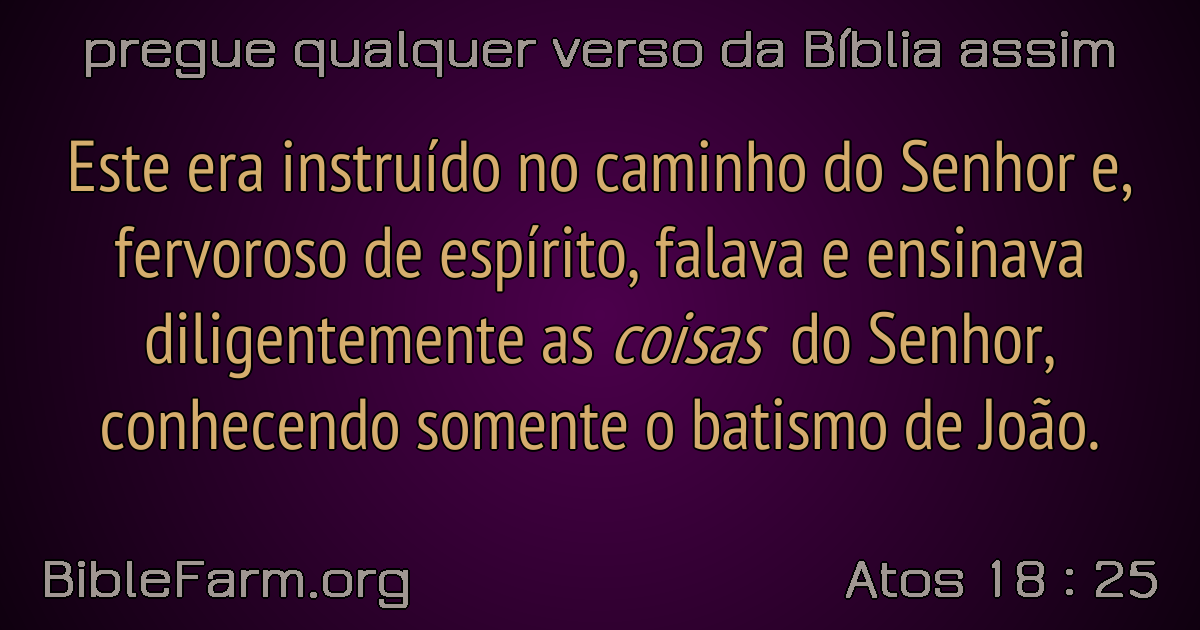 pregue qualquer verso da Bíblia assim
Este era instruído no caminho do Senhor e,
fervoroso de espírito, falava e ensinava
diligentemente as coisas do Senhor,
conhecendo somente o batismo de João.
BibleFarm.org
Atos 18 : 25